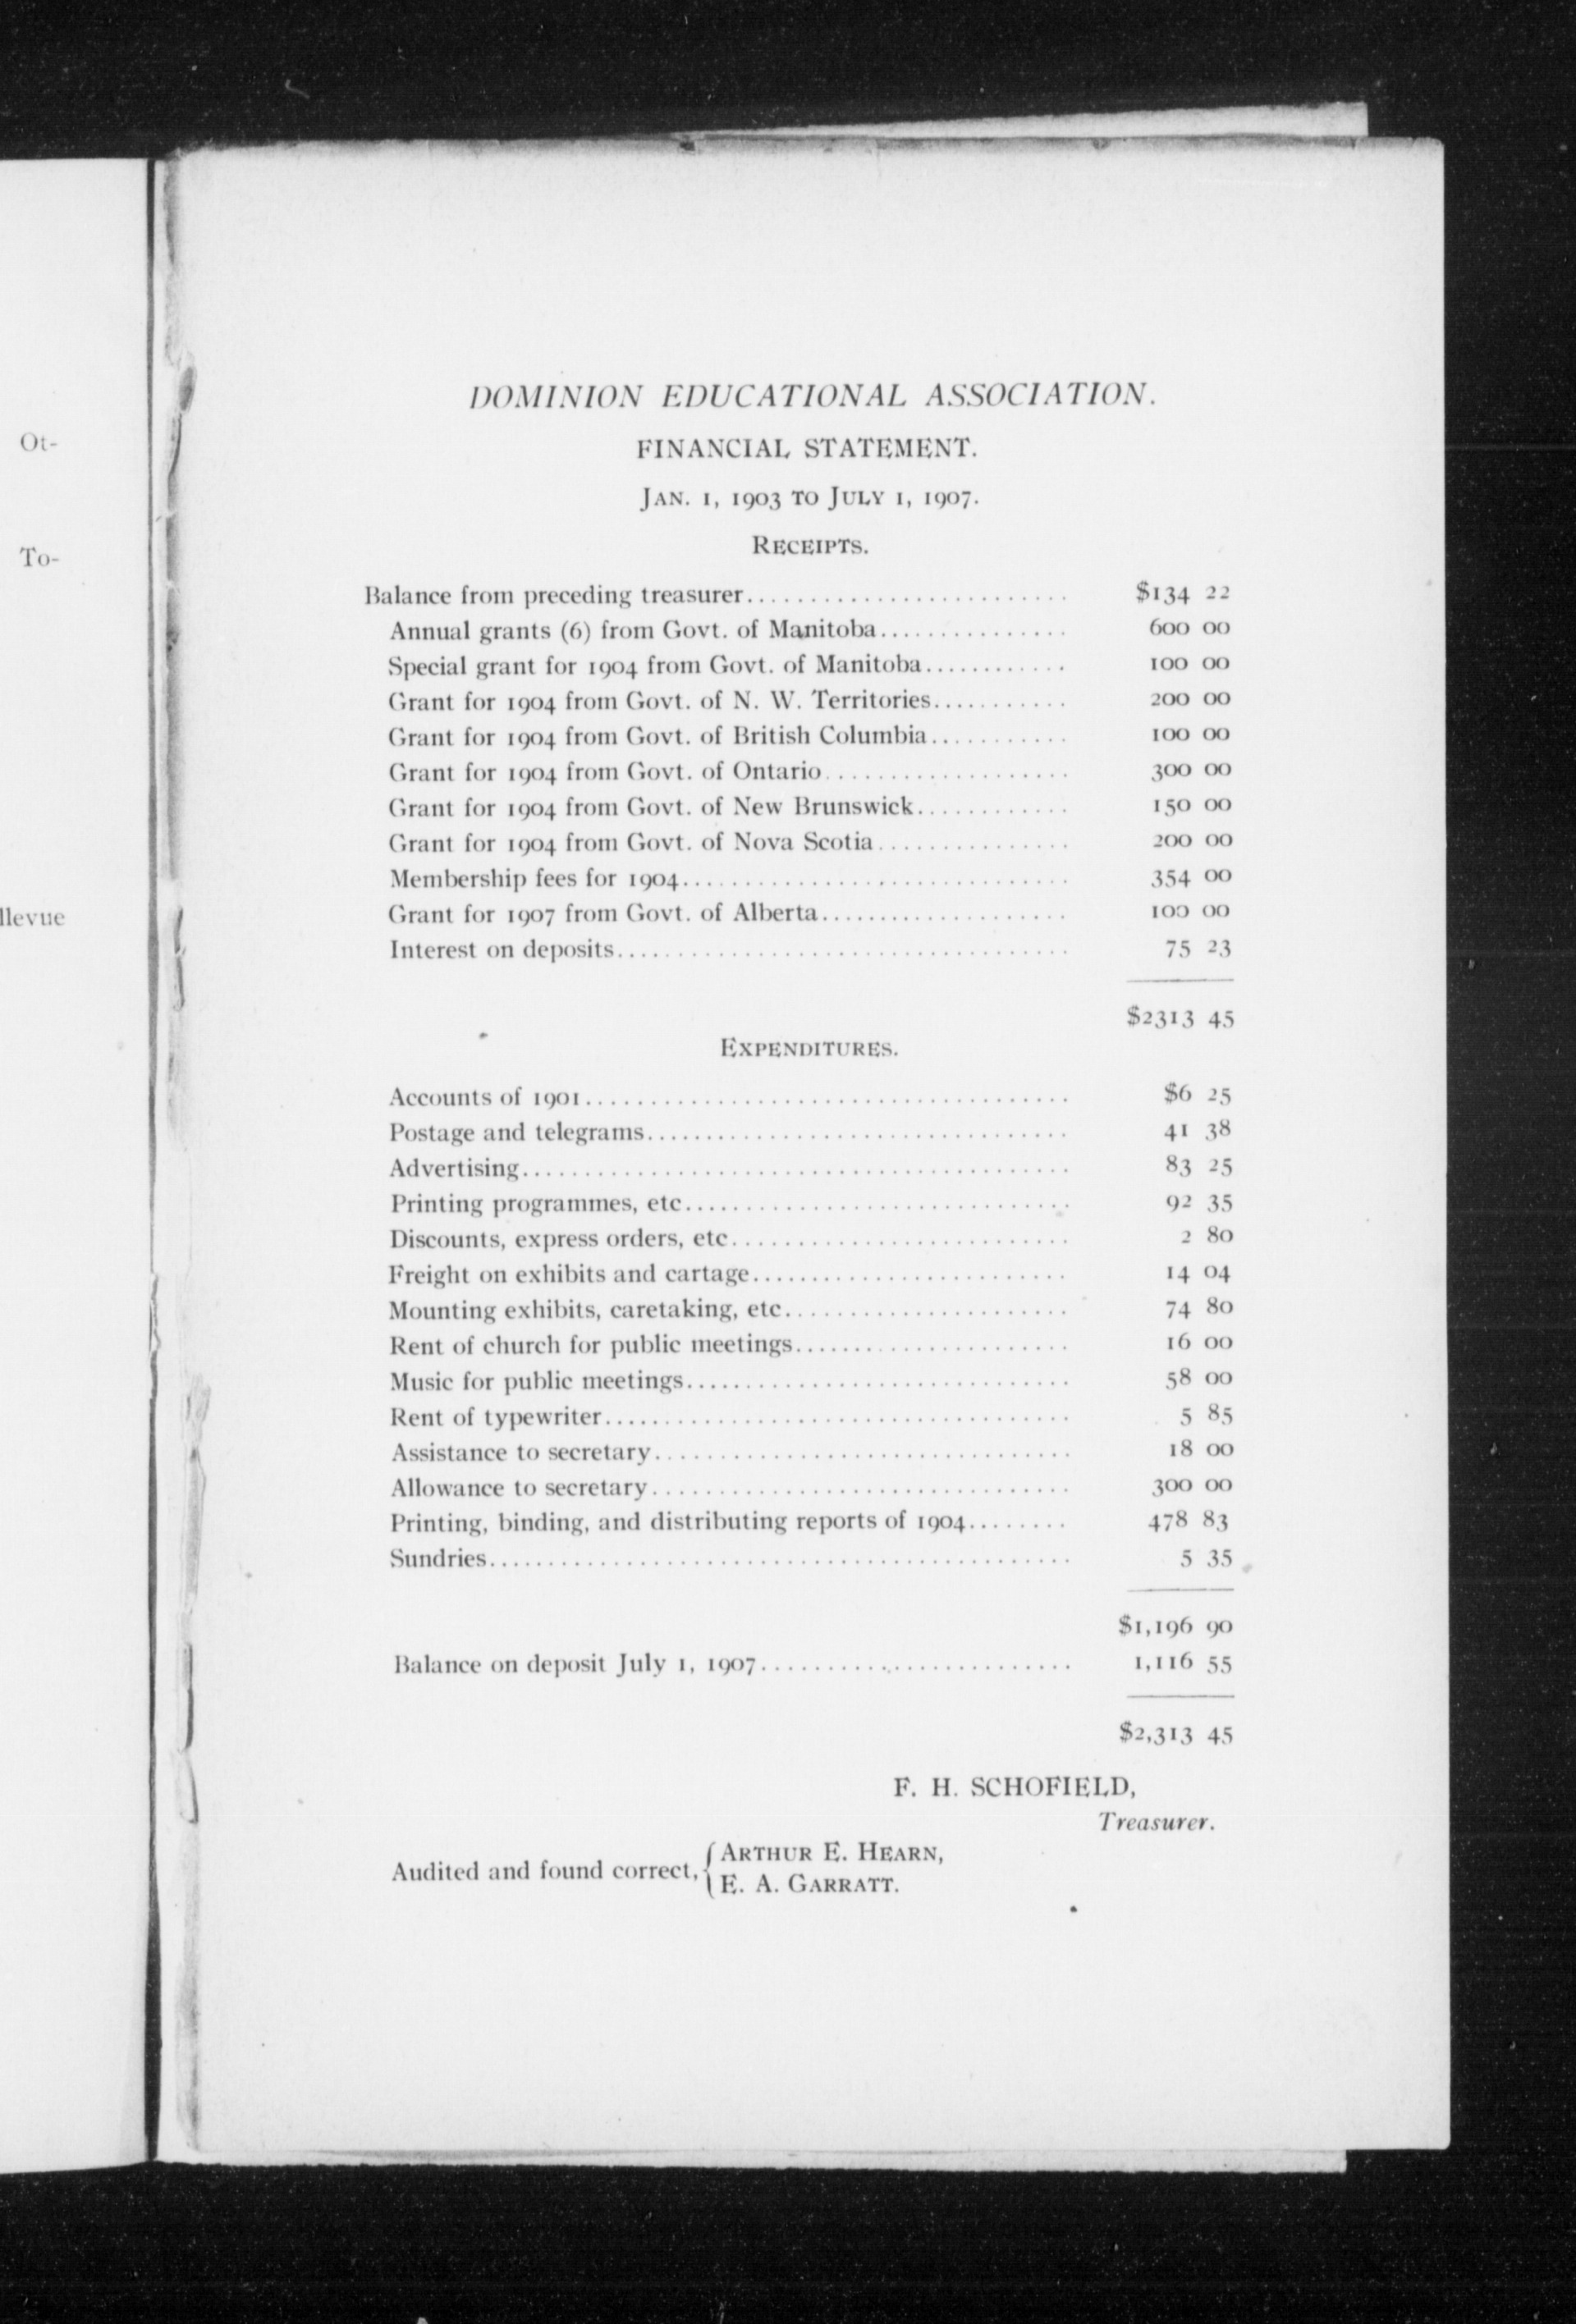 Ot-
To-
llevue
DOMINION EDUCATIONAL ASSOCIATION.
FINANCIAL STATEMENT.
JAN. 1, 1903 TO JULY 1, 1907.
RECEIPTS.
Balance from preceding treasurer.......................... $134 22
Annual grants (6) from Govt. of Manitoba............... 600 00
Special grant for 1904 from Govt. of Manitoba............ 100 00
Grant for 1904 from Govt. of N. W. Territories........... 200 00
Grant for 1904 from Govt. of British Columbia........... 100 00
Grant for 1904 from Govt. of Ontario.................... 300 00
Grant for 1904 from Govt. of New Brunswick............. 150 00
Grant for 1904 from Govt. of Nova Scotia................ 200 00
Membership fees for 1904................................ 354 00
Grant for 1907 from Govt. of Alberta.................... 100 00
Interest on deposits..................................... 75 23
$2313 45
EXPENDITURES.
Accounts of 1901........................................ $6 25
Postage and telegrams................................... 41 38
Advertising............................................. 83 25
Printing programmes, etc................................ 92 35
Discounts, express orders, etc............................ 2 80
Freight on exhibits and cartage.......................... 14 04
Mounting exhibits, caretaking, etc........................ 74 80
Rent of church for public meetings....................... 16 00
Music for public meetings................................ 58 00
Rent of typewriter...................................... 5 85
Assistance to secretary.................................. 18 00
Allowance to secretary.................................. 300 00
Printing, binding, and distributing reports of 1904........ 478 83
Sundries................................................ 5 35
$1,196 90
Balance on deposit July 1, 1907.......................... 1,116 55
$2,313 45
F. H. SCHOFIELD,
Treasurer.
Audited and found correct, { ARTHUR E. HEARN,
E. A. GARRATT.